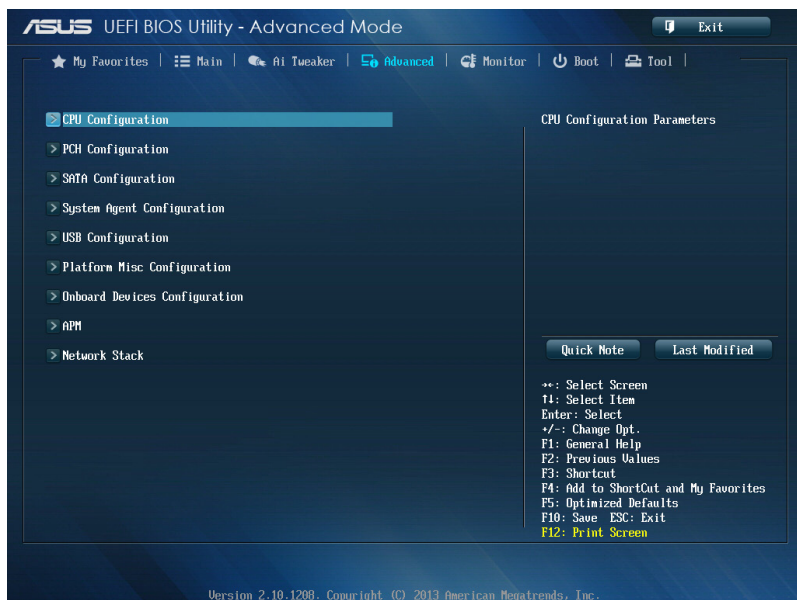 ASUS UEFI BIOS Utility - Advanced Mode
Exit
My Favorites | Main | Ai Tweaker | Advanced | Monitor | Boot | Tool |
> CPU Configuration
> PCH Configuration
> SATA Configuration
> System Agent Configuration
> USB Configuration
> Platform Misc Configuration
> Onboard Devices Configuration
> APM
> Network Stack
CPU Configuration Parameters
Quick Note
Last Modified
→←: Select Screen
↑↓: Select Item
Enter: Select
+/-: Change Opt.
F1: General Help
F2: Previous Values
F3: Shortcut
F4: Add to ShortCut and My Favorites
F5: Optimized Defaults
F10: Save ESC: Exit
F12: Print Screen
Version 2.10.1208. Copyright (C) 2013 American Megatrends, Inc.